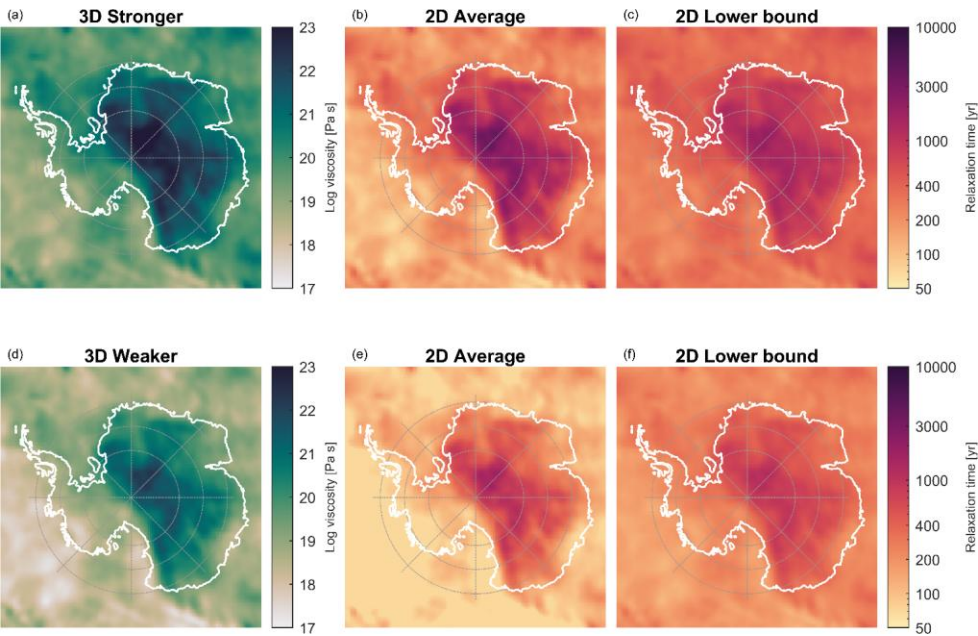 (a) 3D Stronger
23
22
21
20
19
18
17
Log viscosity [Pa s]
(b) 2D Average
(c) 2D Lower bound
10000
3000
1000
400
200
100
50
Relaxation time [yr]
(d) 3D Weaker
23
22
21
20
19
18
17
Log viscosity [Pa s]
(e) 2D Average
(f) 2D Lower bound
10000
3000
1000
400
200
100
50
Relaxation time [yr]